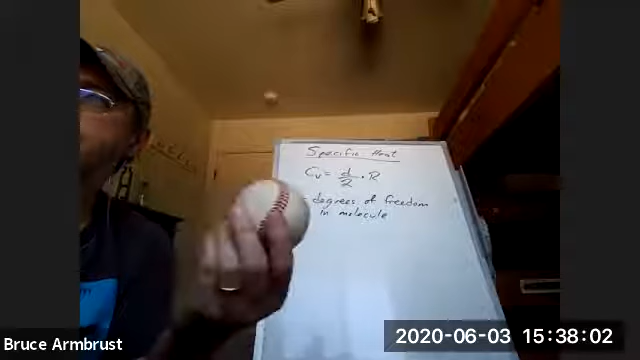 Specific Heat
Cv = d/2 · R
degrees of freedom
in molecule
Bruce Armbrust
2020-06-03 15:38:02